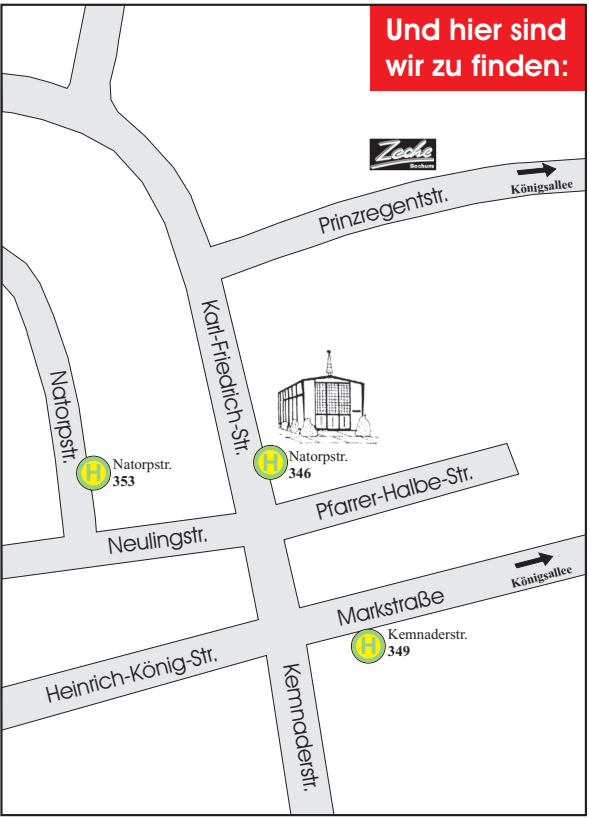 Und hier sind
wir zu finden:
Zeche
Bochum
Königsallee
Prinzregentstr.
Karl-Friedrich-Str.
Natorpstr.
H Natorpstr.
353
H Natorpstr.
346
Pfarrer-Halbe-Str.
Neulingstr.
Königsallee
Markstraße
H Kemnaderstr.
349
Heinrich-König-Str.
Kemnaderstr.